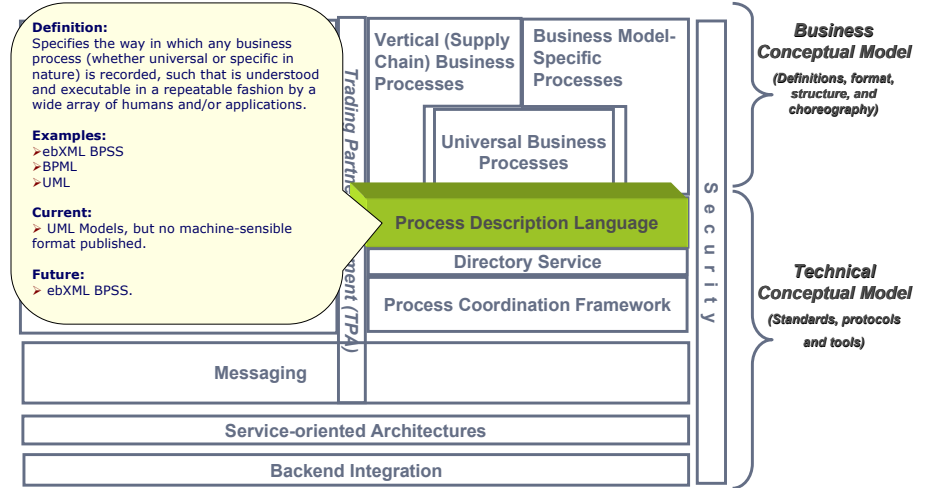 Definition:
Specifies the way in which any business
process (whether universal or specific in
nature) is recorded, such that is understood
and executable in a repeatable fashion by a
wide array of humans and/or applications.
Examples:
➢ebXML BPSS
➢BPML
➢UML
Current:
➢ UML Models, but no machine-sensible
format published.
Future:
➢ ebXML BPSS.
Trading Partne
ment (TPA)
Vertical (Supply
Chain) Business
Processes
Business Model-
Specific
Processes
Universal Business
Processes
Process Description Language
Directory Service
Process Coordination Framework
Messaging
Service-oriented Architectures
Backend Integration
Security
Business
Conceptual Model
(Definitions, format,
structure, and
choreography)
Technical
Conceptual Model
(Standards, protocols
and tools)